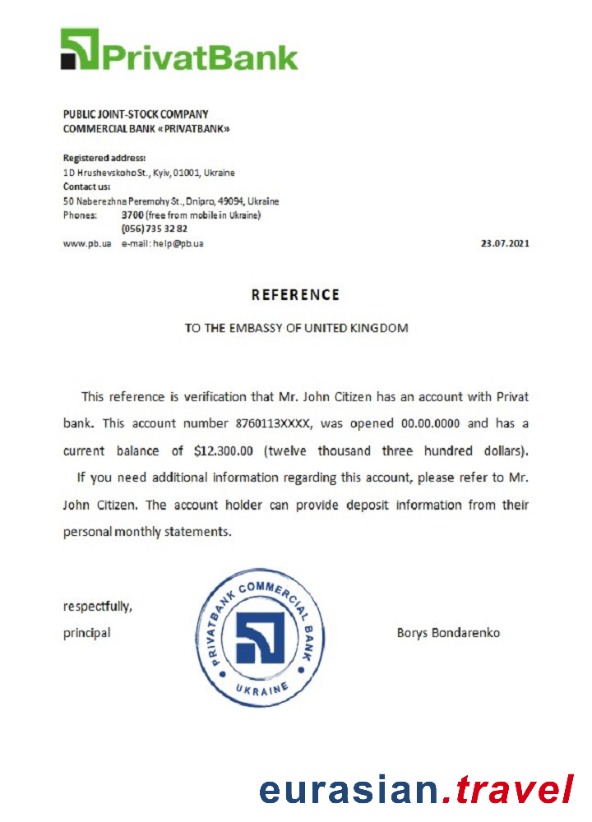 PrivatBank
PUBLIC JOINT-STOCK COMPANY
COMMERCIAL BANK «PRIVATBANK»
Registered address:
1D Hrushevskoho St., Kyiv, 01001, Ukraine
Contact us:
50 Naberezhna Peremohy St., Dnipro, 49094, Ukraine
Phones: 3700 (free from mobile in Ukraine)
(056) 735 32 82
www.pb.ua e-mail: help@pb.ua 23.07.2021
REFERENCE
TO THE EMBASSY OF UNITED KINGDOM
This reference is verification that Mr. John Citizen has an account with Privat
bank. This account number 8760113XXXX, was opened 00.00.0000 and has a
current balance of $12.300.00 (twelve thousand three hundred dollars).
If you need additional information regarding this account, please refer to Mr.
John Citizen. The account holder can provide deposit information from their
personal monthly statements.
respectfully,
principal
PRIVATBANK COMMERCIAL BANK
UKRAINE
Borys Bondarenko
eurasian.travel